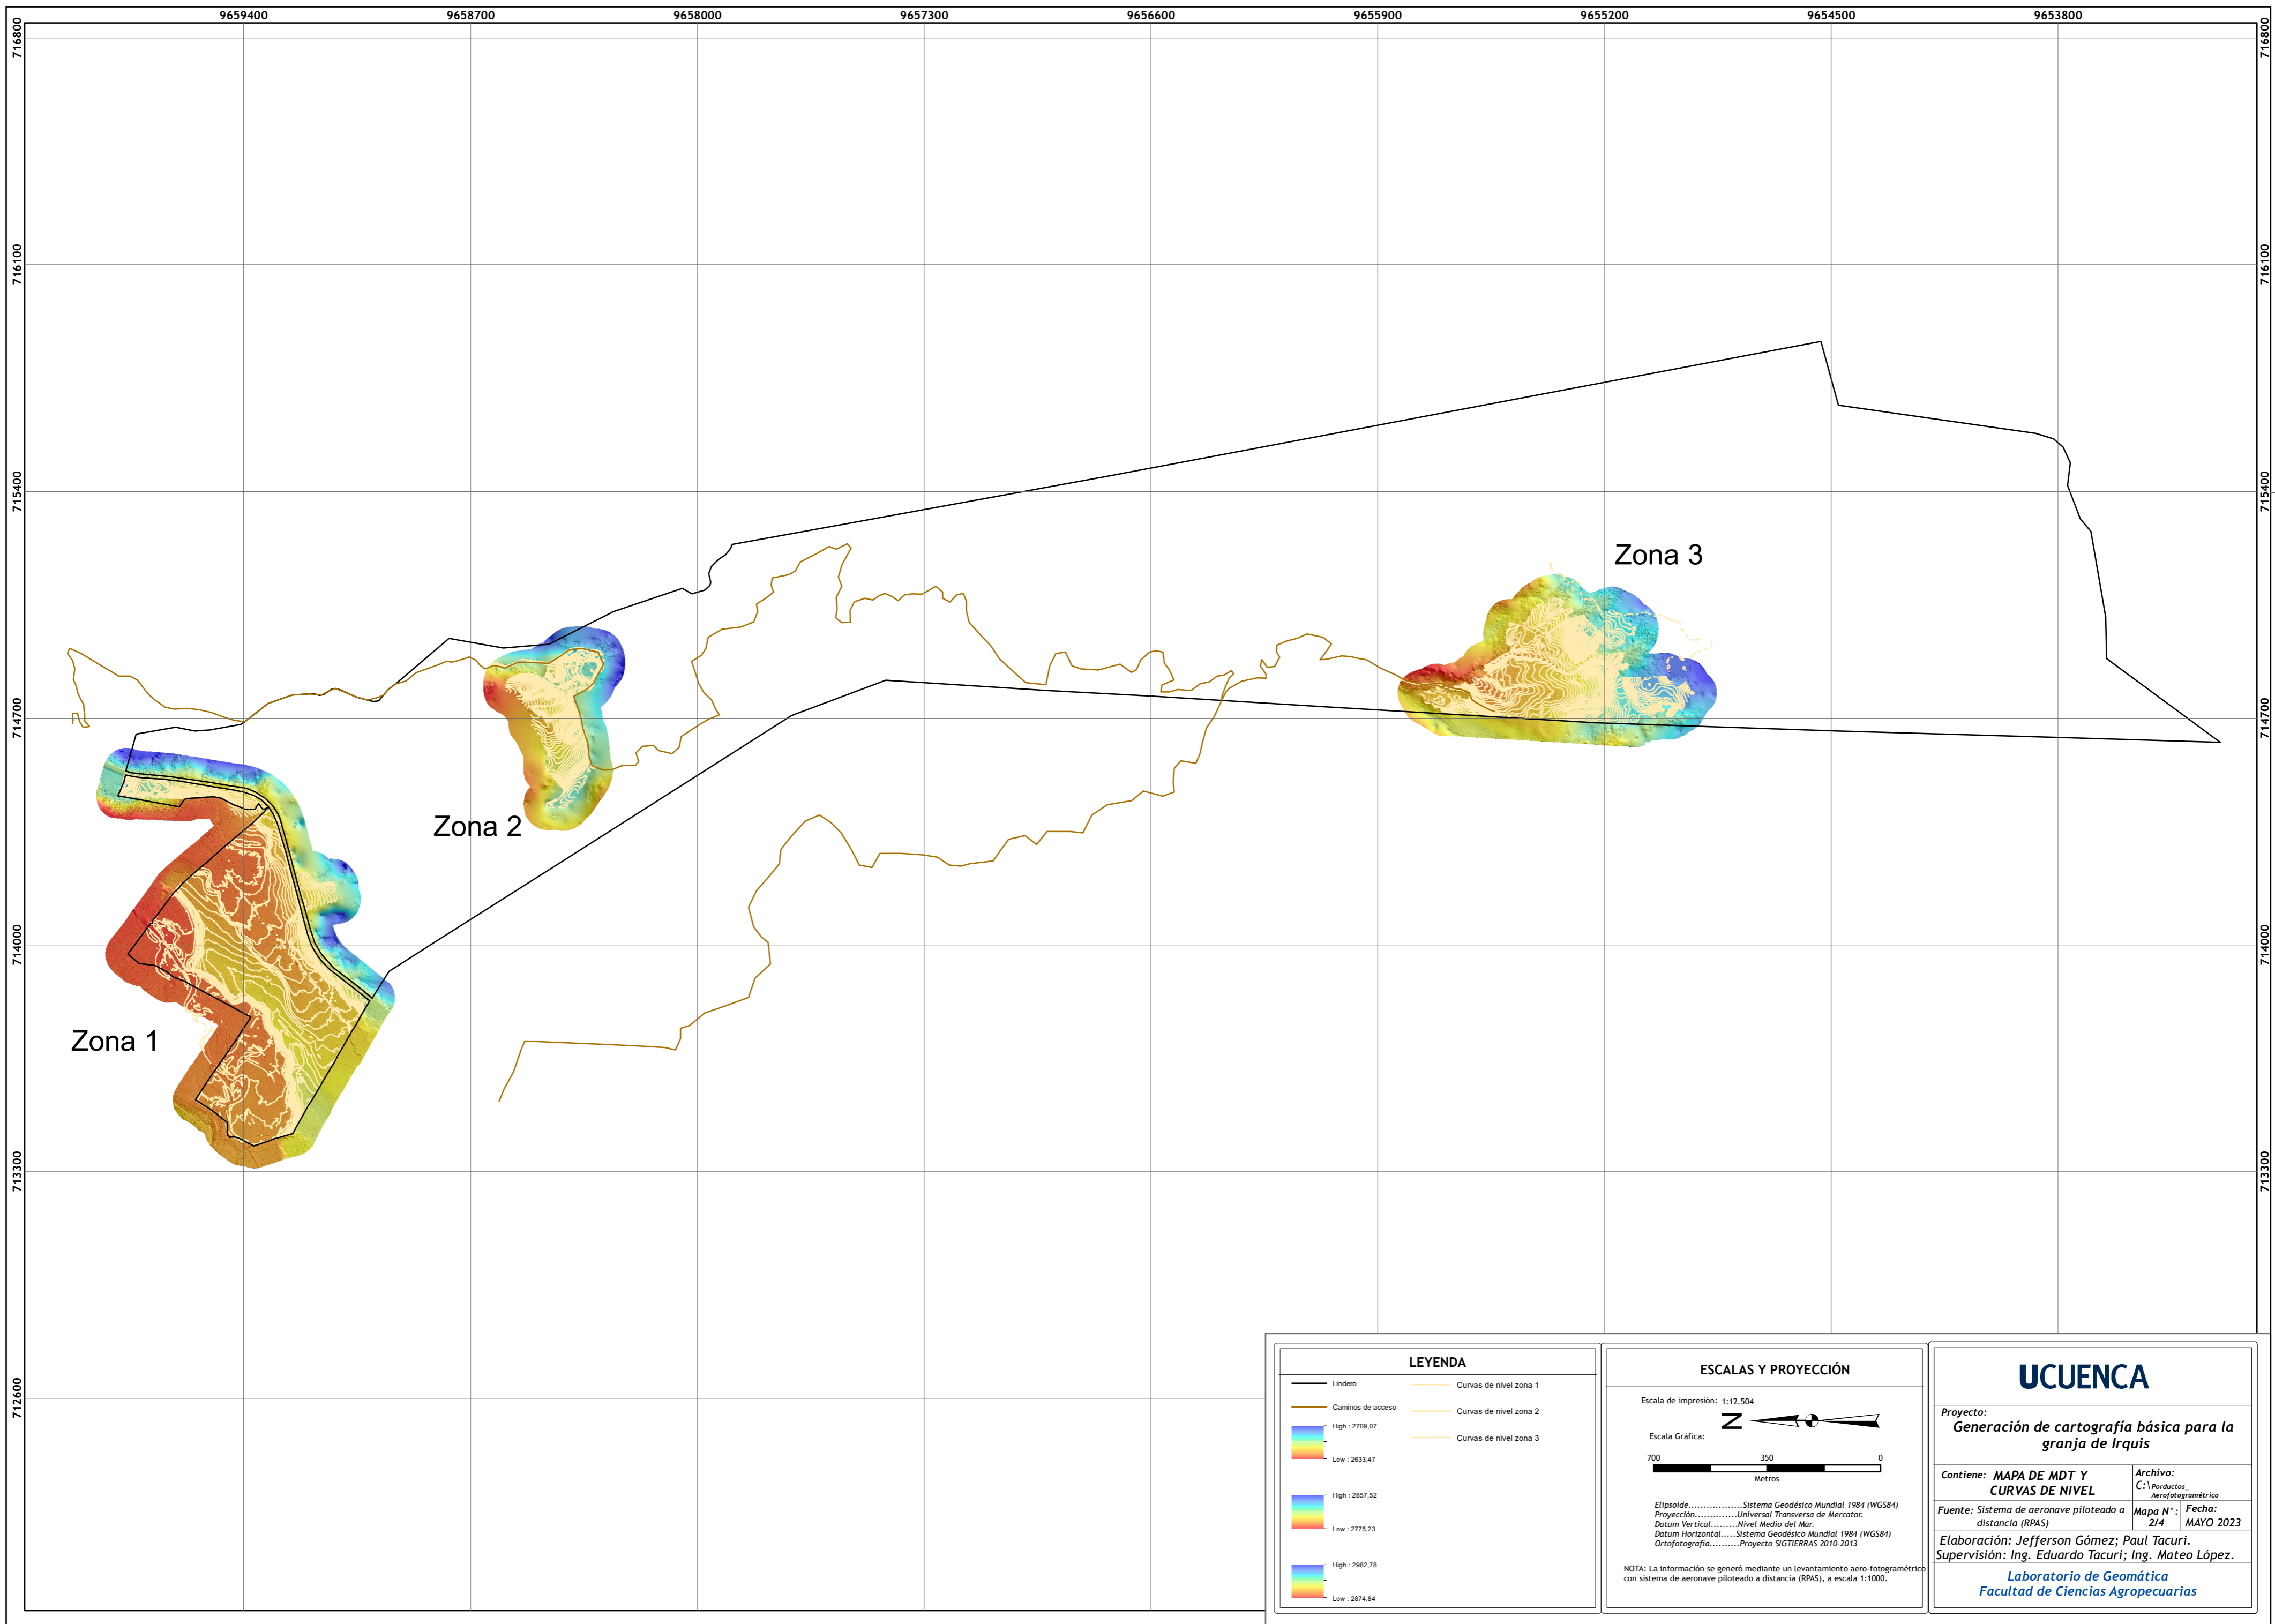 9659400 9658700 9658000 9657300 9656600 9655900 9655200 9654500 9653800
716800 716800
716100 716100
715400 715400
Zona 3
714700 714700
Zona 2
714000 714000
Zona 1
713300 713300
712600
LEYENDA
Lindero
Caminos de acceso
High : 2709,07
Low : 2633,47
High : 2857,52
Low : 2775,23
High : 2982,78
Low : 2874,84
Curvas de nivel zona 1
Curvas de nivel zona 2
Curvas de nivel zona 3
ESCALAS Y PROYECCIÓN
Escala de impresión: 1:12.504
N
Escala Gráfica:
700 350 0
Metros
Elipsoide..................Sistema Geodésico Mundial 1984 (WGS84)
Proyección..............Universal Transversa de Mercator.
Datum Vertical.........Nivel Medio del Mar.
Datum Horizontal.....Sistema Geodésico Mundial 1984 (WGS84)
Ortofotografía..........Proyecto SIGTIERRAS 2010-2013
NOTA: La información se generó mediante un levantamiento aero-fotogramétrico
con sistema de aeronave piloteado a distancia (RPAS), a escala 1:1000.
UCUENCA
Proyecto:
Generación de cartografía básica para la
granja de Irquis
Contiene: MAPA DE MDT Y
CURVAS DE NIVEL
Archivo:
C:\Porductos_
Aerofotogramétrico
Fuente: Sistema de aeronave piloteado a
distancia (RPAS)
Mapa N°:
2/4
Fecha:
MAYO 2023
Elaboración: Jefferson Gómez; Paul Tacuri.
Supervisión: Ing. Eduardo Tacuri; Ing. Mateo López.
Laboratorio de Geomática
Facultad de Ciencias Agropecuarias